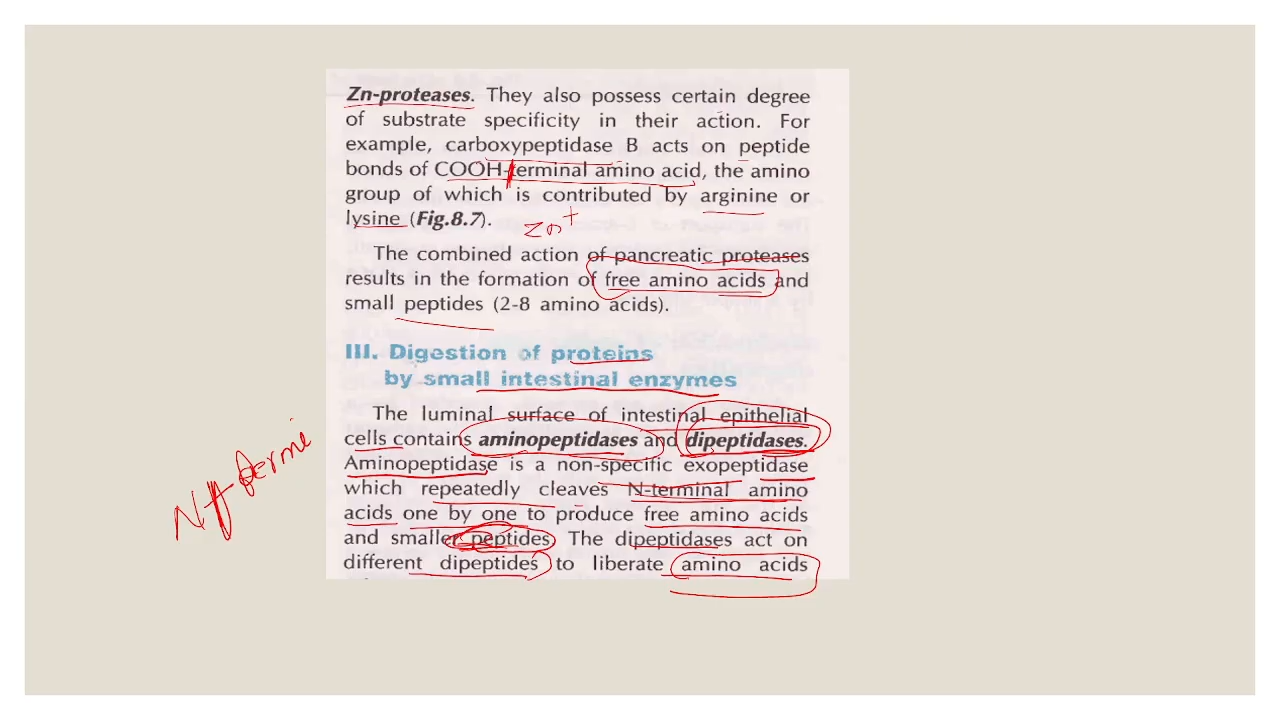 Zn-proteases. They also possess certain degree
of substrate specificity in their action. For
example, carboxypeptidase B acts on peptide
bonds of COOH-terminal amino acid, the amino
group of which is contributed by arginine or
lysine (Fig.8.7).
Zn+
The combined action of pancreatic proteases
results in the formation of free amino acids and
small peptides (2-8 amino acids).
III. Digestion of proteins
by small intestinal enzymes
The luminal surface of intestinal epithelial
cells contains aminopeptidases and dipeptidases.
Aminopeptidase is a non-specific exopeptidase
which repeatedly cleaves N-terminal amino
acids one by one to produce free amino acids
and smaller peptides. The dipeptidases act on
different dipeptides to liberate amino acids